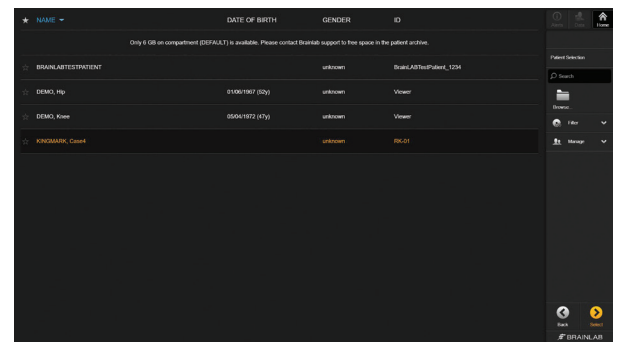 NAME DATE OF BIRTH GENDER ID
Only 6 GB on compartment (DEFAULT) is available. Please contact Brainlab support to free space in the patient archive.
BRAINLABTESTPATIENT unknown BrainLABTestPatient_1234
DEMO, Hip 01/06/1967 (52y) unknown Viewer
DEMO, Knee 05/04/1972 (47y) unknown Viewer
KINGMARK, Case4 unknown RK-01
Home
Patient Selection
Search
Browse...
Filter
Manage
Back Select
BRAINLAB